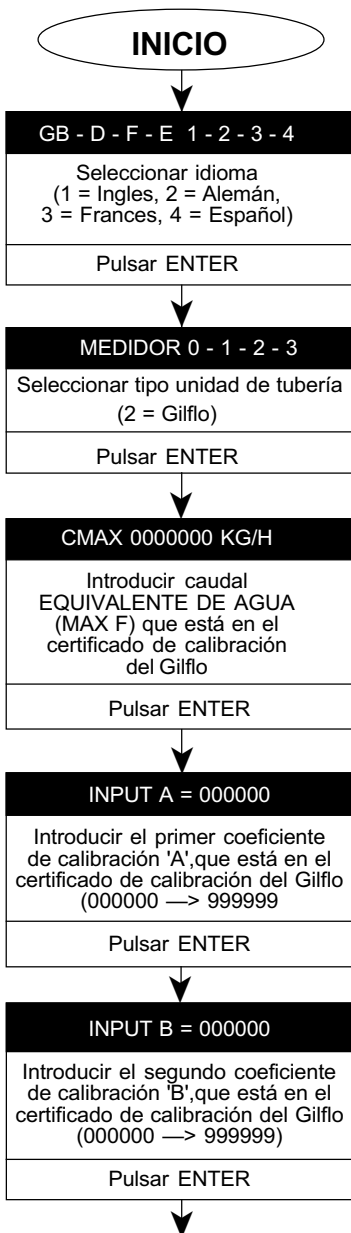 INICIO
GB - D - F - E 1 - 2 - 3 - 4
Seleccionar idioma
(1 = Ingles, 2 = Alemán,
3 = Frances, 4 = Español)
Pulsar ENTER
MEDIDOR 0 - 1 - 2 - 3
Seleccionar tipo unidad de tubería
(2 = Gilflo)
Pulsar ENTER
CMAX 0000000 KG/H
Introducir caudal
EQUIVALENTE DE AGUA
(MAX F) que está en el
certificado de calibración
del Gilflo
Pulsar ENTER
INPUT A = 000000
Introducir el primer coeficiente
de calibración 'A',que está en el
certificado de calibración del Gilflo
(000000 —> 999999
Pulsar ENTER
INPUT B = 000000
Introducir el segundo coeficiente
de calibración 'B',que está en el
certificado de calibración del Gilflo
(000000 —> 999999)
Pulsar ENTER